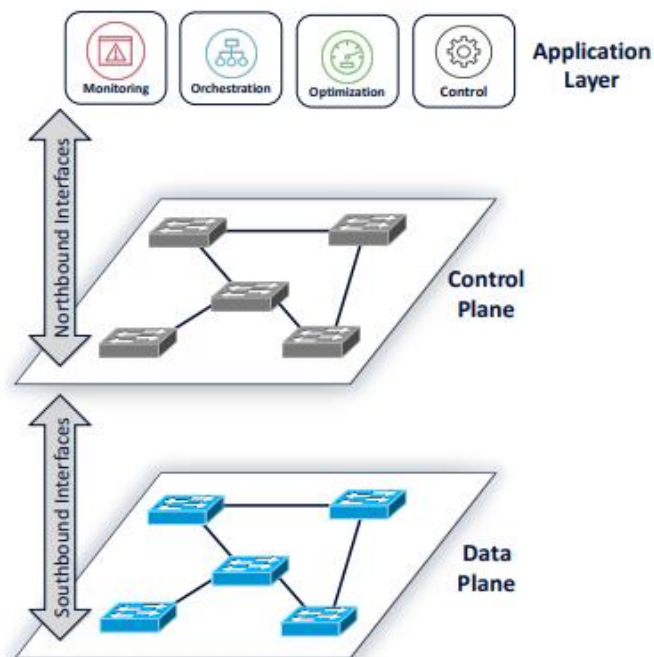 Monitoring
Orchestration
Optimization
Control
Application
Layer
Northbound Interfaces
Control
Plane
Southbound Interfaces
Data
Plane